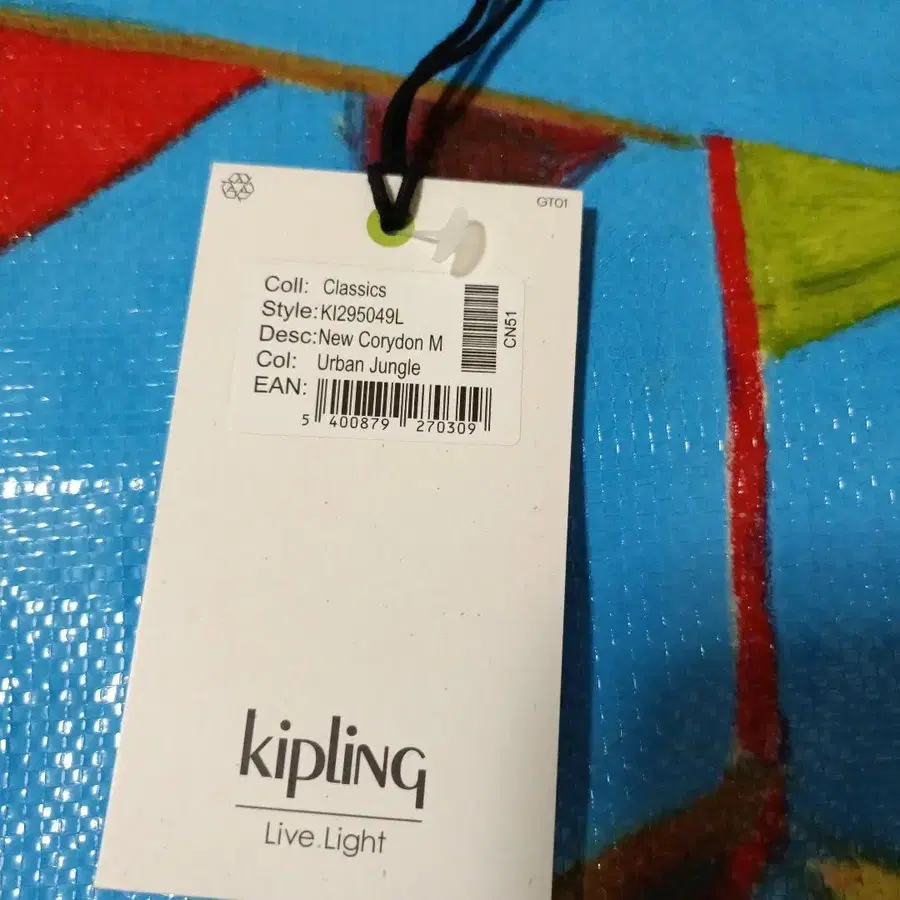 GT01
Coll: Classics
Style:KI295049L
Desc:New Corydon M
Col: Urban Jungle
EAN:
5 400879 270309
CN51
kipling
Live.Light